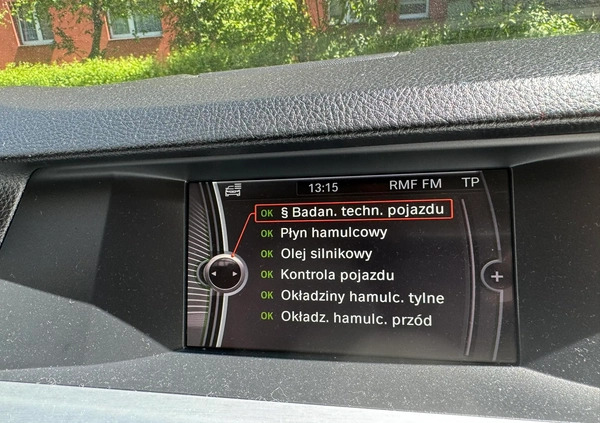 13:15 RMF FM TP
OK § Badan. techn. pojazdu
OK Płyn hamulcowy
OK Olej silnikowy
OK Kontrola pojazdu
OK Okładziny hamulc. tylne
OK Okładz. hamulc. przód